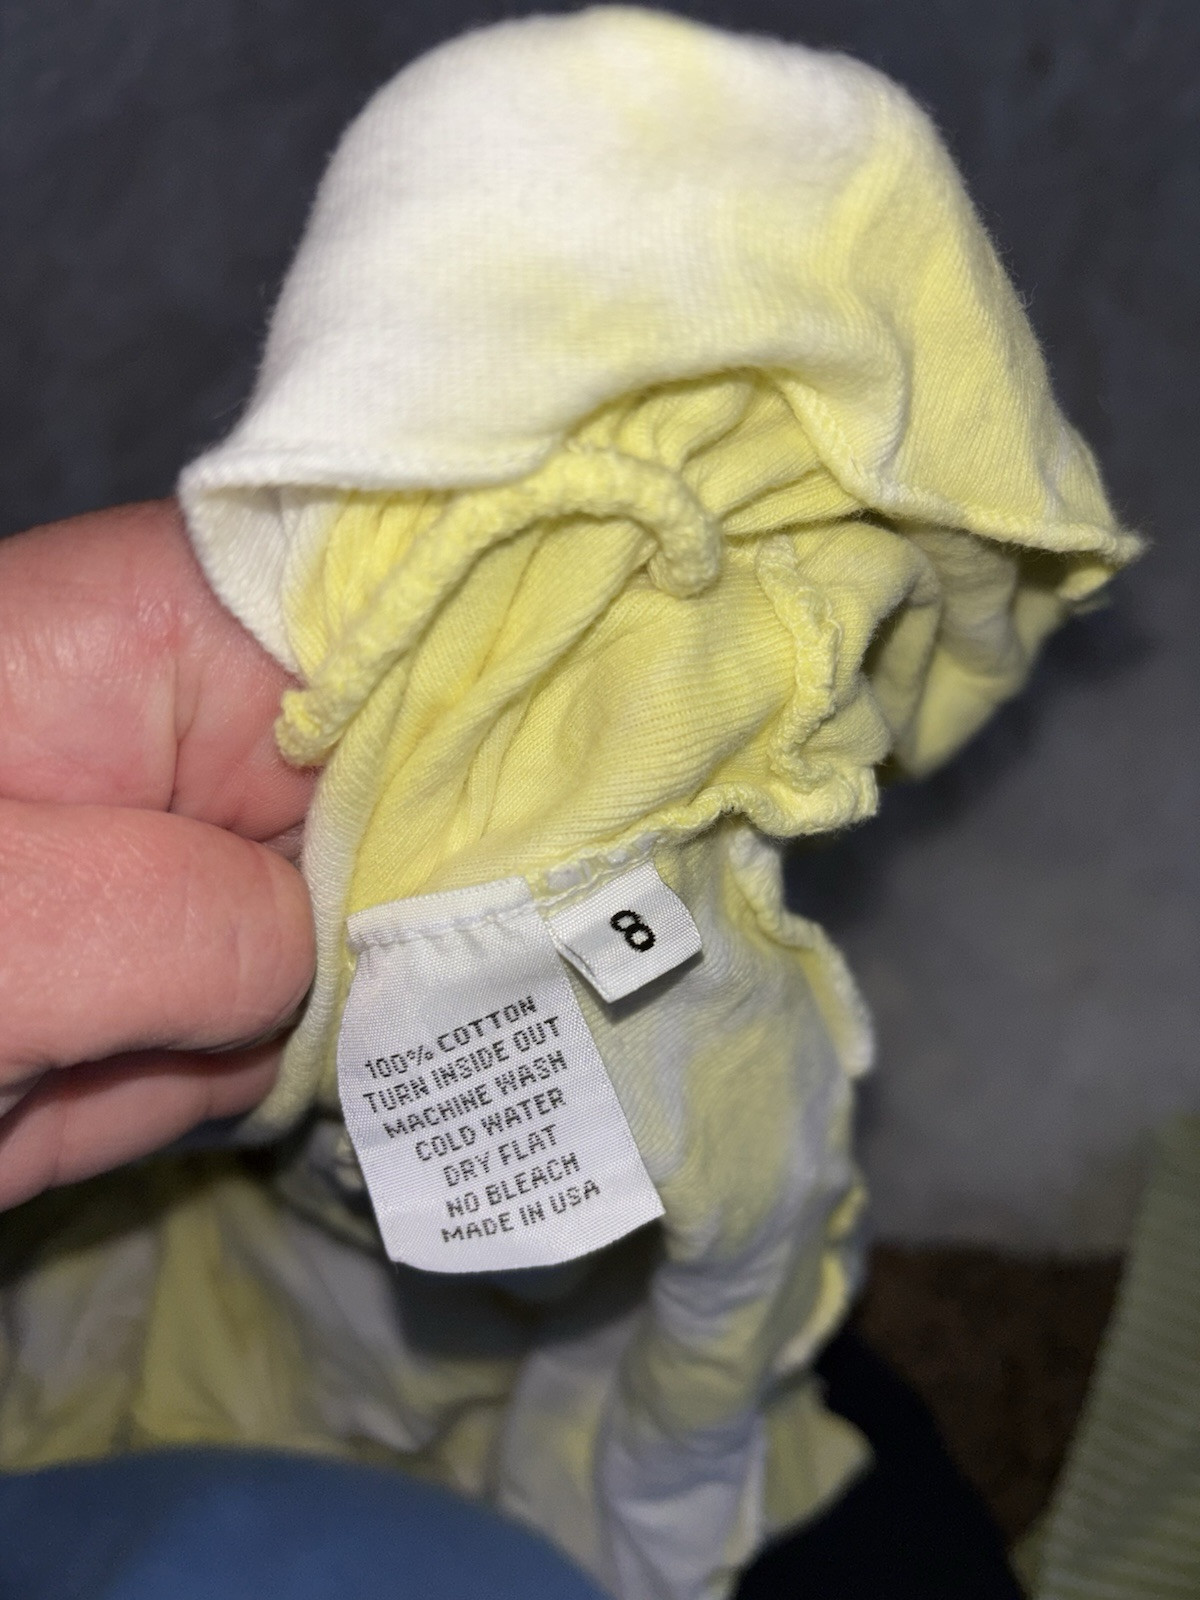 8
100% COTTON
TURN INSIDE OUT
MACHINE WASH
COLD WATER
DRY FLAT
NO BLEACH
MADE IN USA